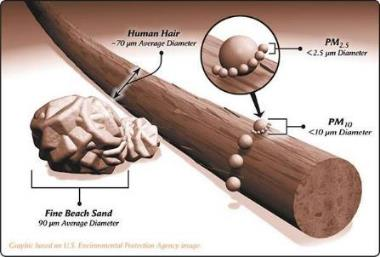 Human Hair
~70 µm Average Diameter
PM2.5
<2.5 µm Diameter
PM10
<10 µm Diameter
Fine Beach Sand
90 µm Average Diameter
Graphic based on U.S. Environmental Protection Agency image.